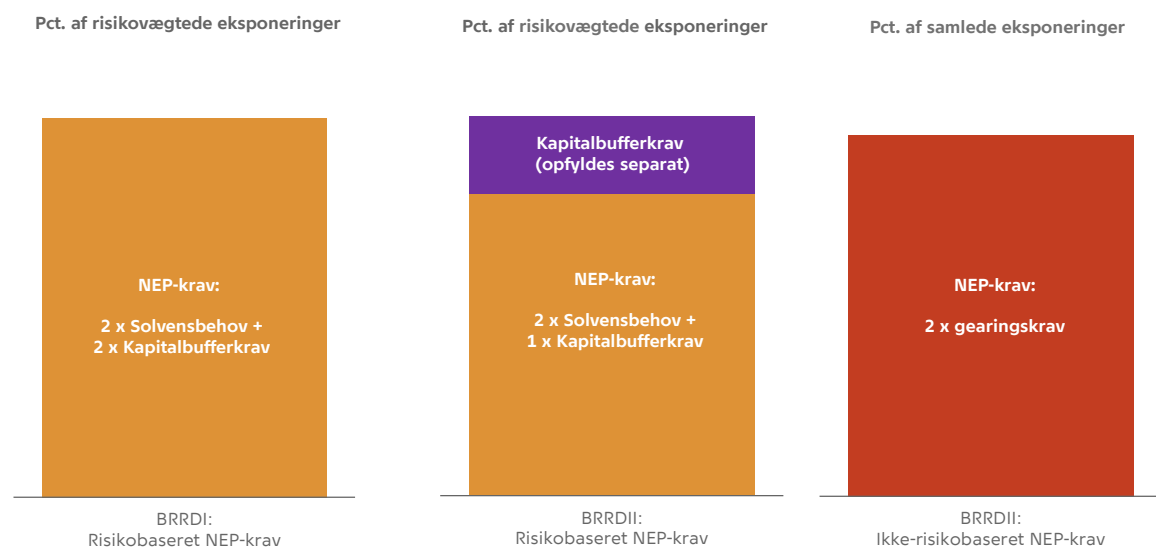 Pct. af risikovægtede eksponeringer
Pct. af risikovægtede eksponeringer
Pct. af samlede eksponeringer
NEP-krav:
2 x Solvensbehov +
2 x Kapitalbufferkrav
BRRDI:
Risikobaseret NEP-krav
Kapitalbufferkrav
(opfyldes separat)
NEP-krav:
2 x Solvensbehov +
1 x Kapitalbufferkrav
BRRDII:
Risikobaseret NEP-krav
NEP-krav:
2 x gearingskrav
BRRDII:
Ikke-risikobaseret NEP-krav